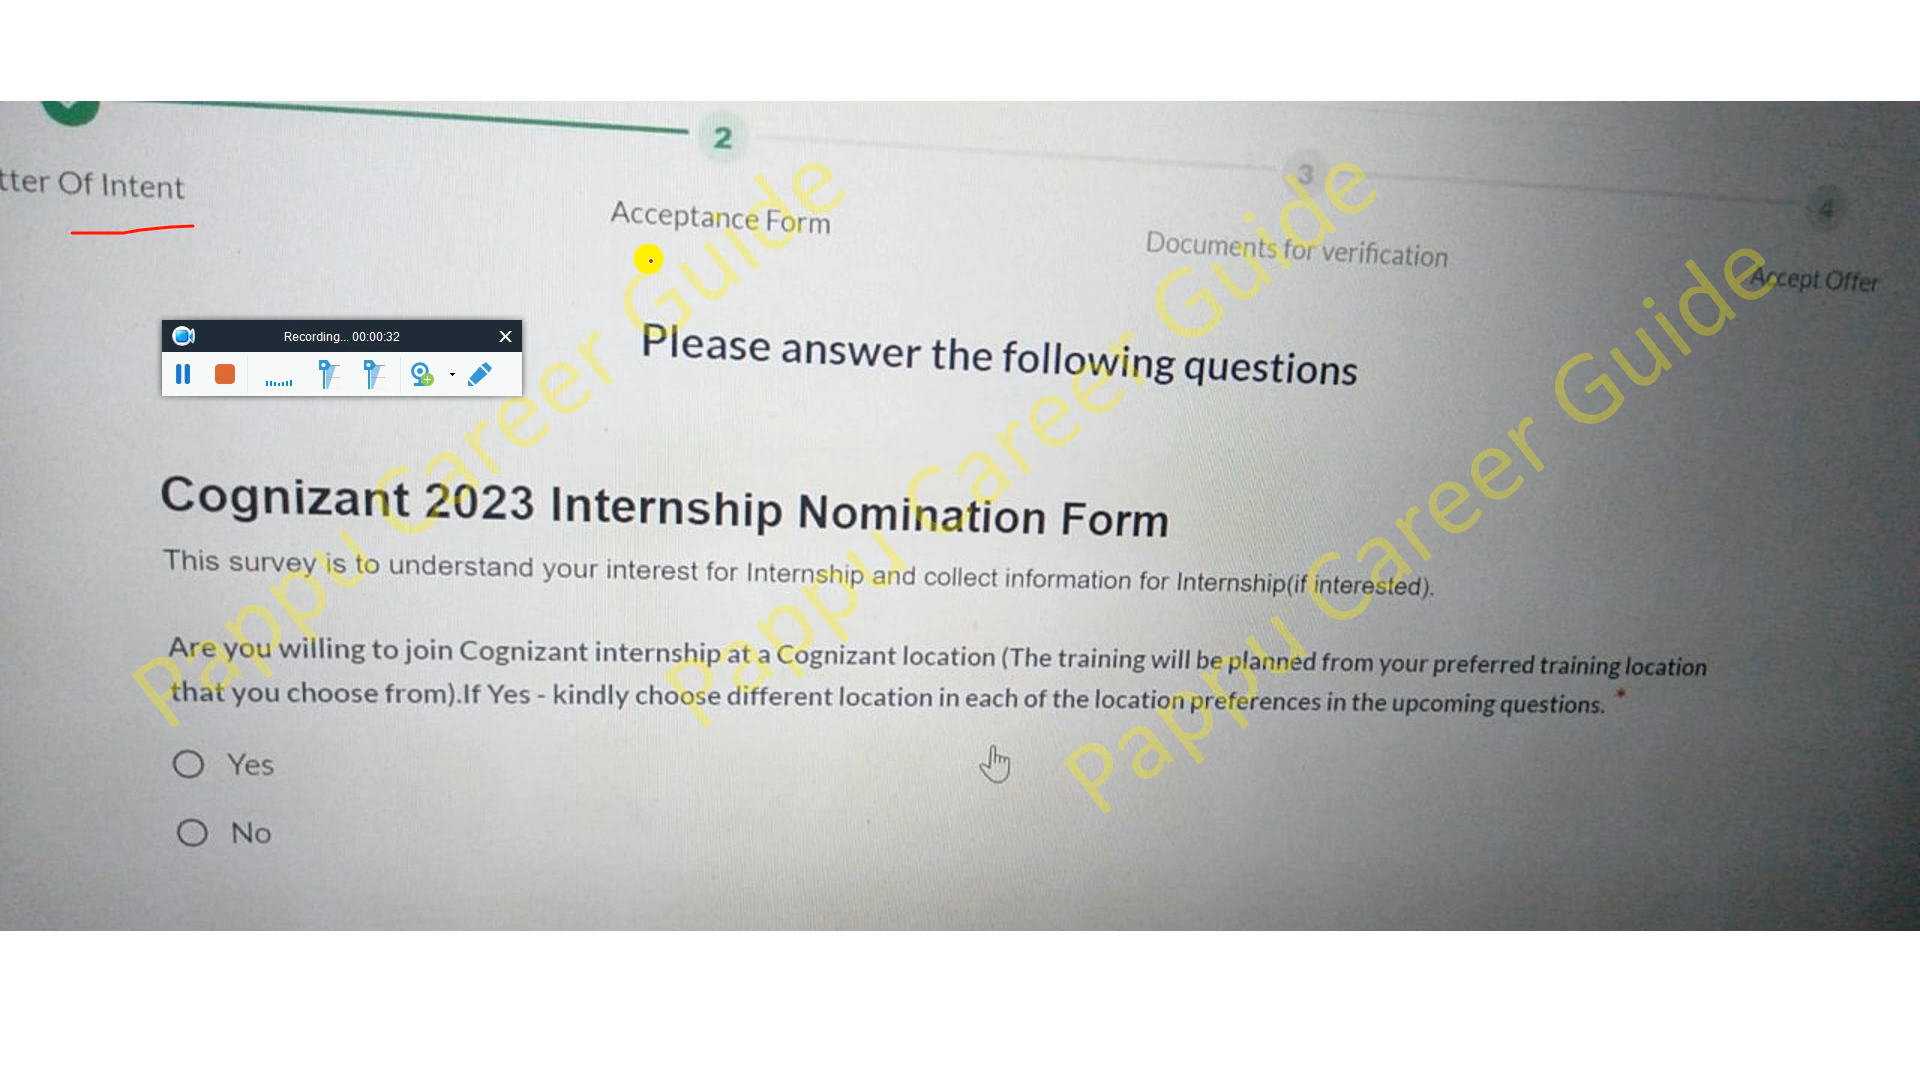 2
3
4
tter Of Intent
Acceptance Form
Documents for verification
Accept Offer
Recording... 00:00:32
Please answer the following questions
Cognizant 2023 Internship Nomination Form
This survey is to understand your interest for Internship and collect information for Internship(if interested).
Are you willing to join Cognizant internship at a Cognizant location (The training will be planned from your preferred training location
that you choose from).If Yes - kindly choose different location in each of the location preferences in the upcoming questions. *
Yes
No
Pappu Career Guide
Pappu Career Guide
Pappu Career Guide